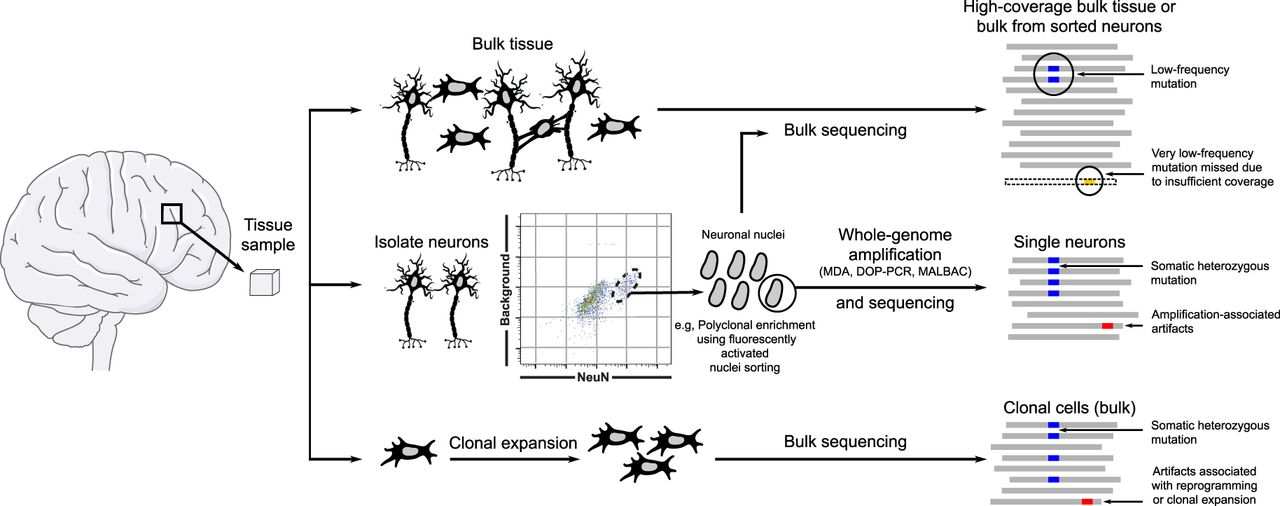 High-coverage bulk tissue or
bulk from sorted neurons
Bulk tissue
Low-frequency
mutation
Bulk sequencing
Very low-frequency
mutation missed due
to insufficient coverage
Tissue
sample
Isolate neurons
Background
NeuN
Neuronal nuclei
e.g, Polyclonal enrichment
using fluorescently
activated
nuclei sorting
Whole-genome
amplification
(MDA, DOP-PCR, MALBAC)
and sequencing
Single neurons
Somatic heterozygous
mutation
Amplification-associated
artifacts
Clonal expansion
Bulk sequencing
Clonal cells (bulk)
Somatic heterozygous
mutation
Artifacts associated
with reprogramming
or clonal expansion